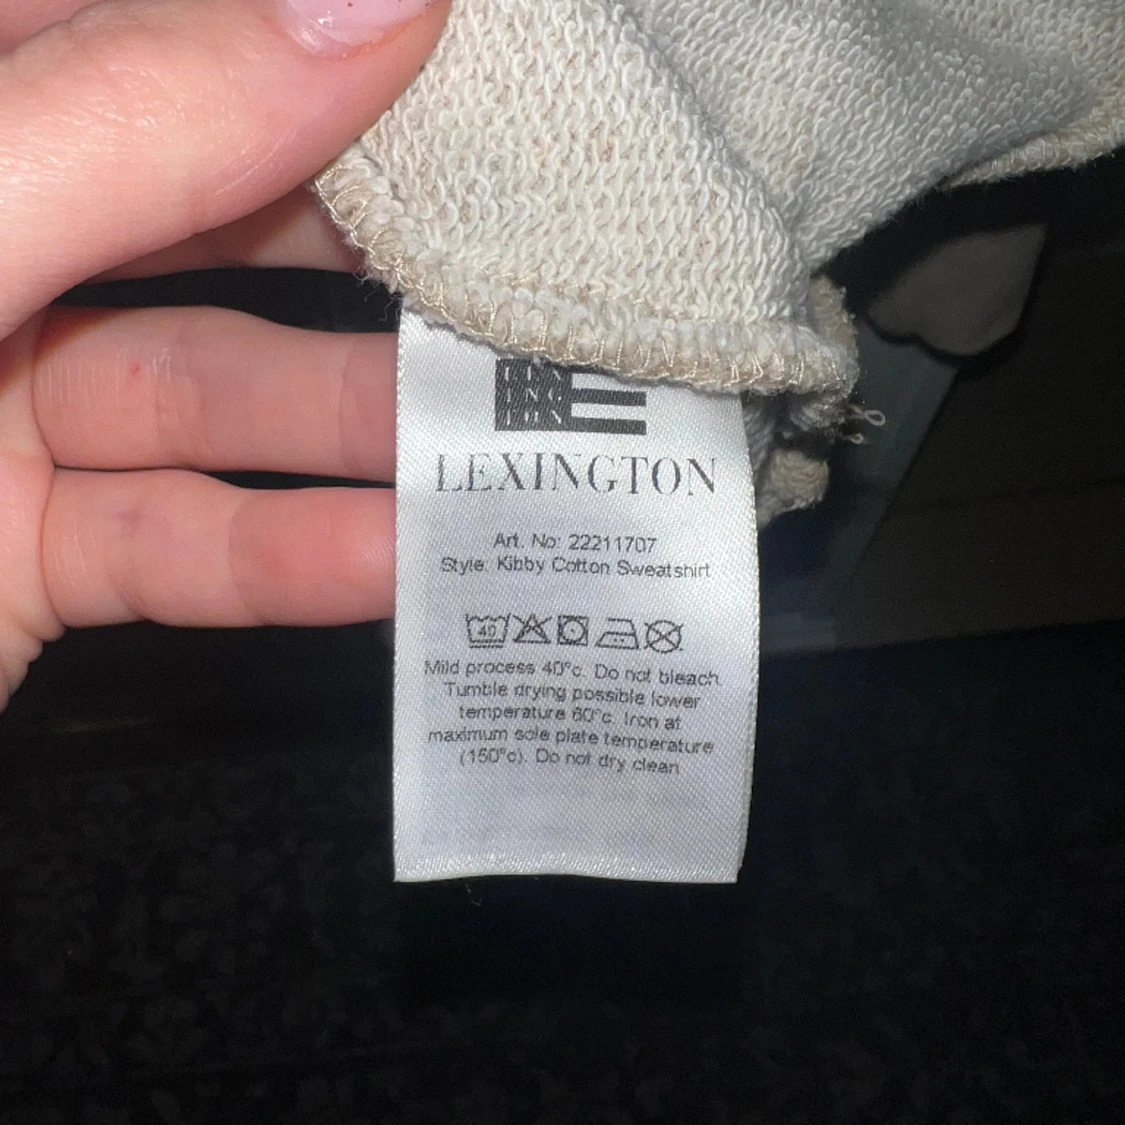 TON
LEXINGTON
Art. No: 22211707
Style: Kibby Cotton Sweatshirt
40
Mild process 40°c. Do not bleach.
Tumble drying possible lower
temperature 60°c. Iron at
maximum sole plate temperature
(150°c). Do not dry clean